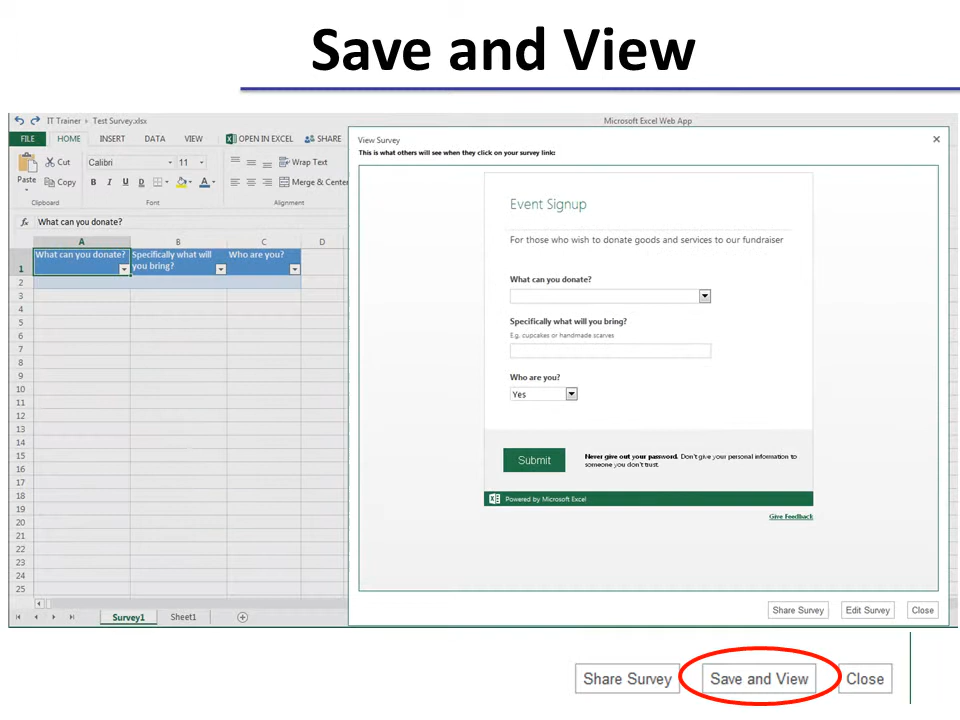 Save and View
IT Trainer › Test Survey.xlsx
Microsoft Excel Web App
FILE HOME INSERT DATA VIEW OPEN IN EXCEL SHARE
Paste
Cut
Copy
Calibri 11
B I U D
A
Wrap Text
Merge & Center
Clipboard Font Alignment
fx What can you donate?
A B C D
1 What can you donate? Specifically what will you bring? Who are you?
2
3
4
5
6
7
8
9
10
11
12
13
14
15
16
17
18
19
20
21
22
23
24
25
Survey1 Sheet1
View Survey
This is what others will see when they click on your survey link:
Event Signup
For those who wish to donate goods and services to our fundraiser
What can you donate?
Specifically what will you bring?
E.g. cupcakes or handmade scarves
Who are you?
Yes
Submit
Never give out your password. Don't give your personal information to
someone you don't trust.
Powered by Microsoft Excel
Give Feedback
Share Survey Edit Survey Close
Share Survey Save and View Close